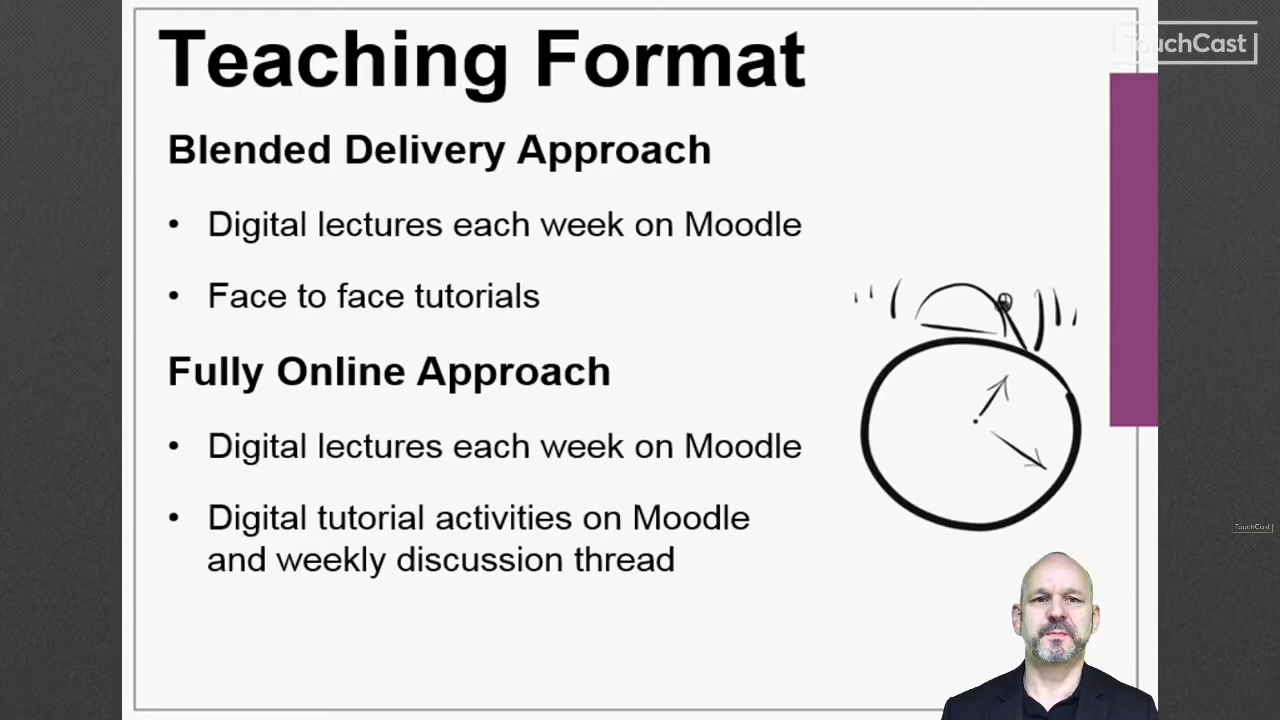 TouchCast
Teaching Format
Blended Delivery Approach
• Digital lectures each week on Moodle
• Face to face tutorials
Fully Online Approach
• Digital lectures each week on Moodle
• Digital tutorial activities on Moodle
and weekly discussion thread
TouchCast